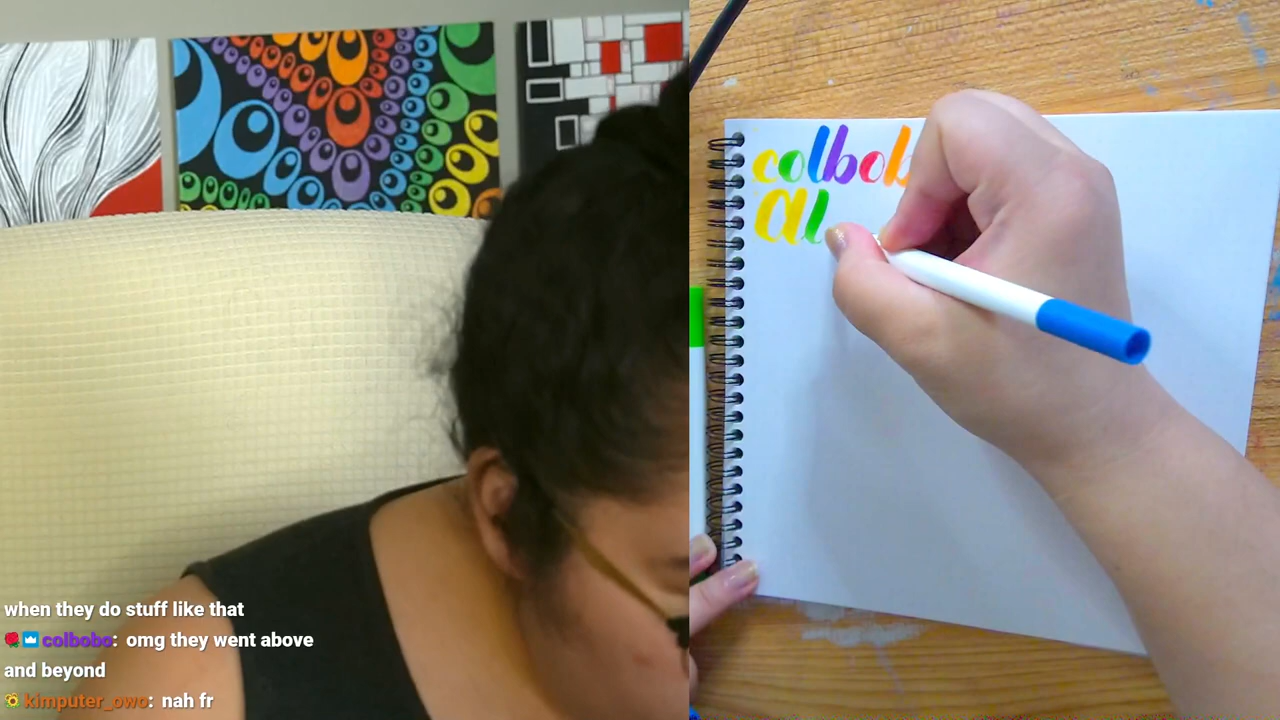 colbob
al
when they do stuff like that
colbobo: omg they went above
and beyond
kimputer_owo: nah fr